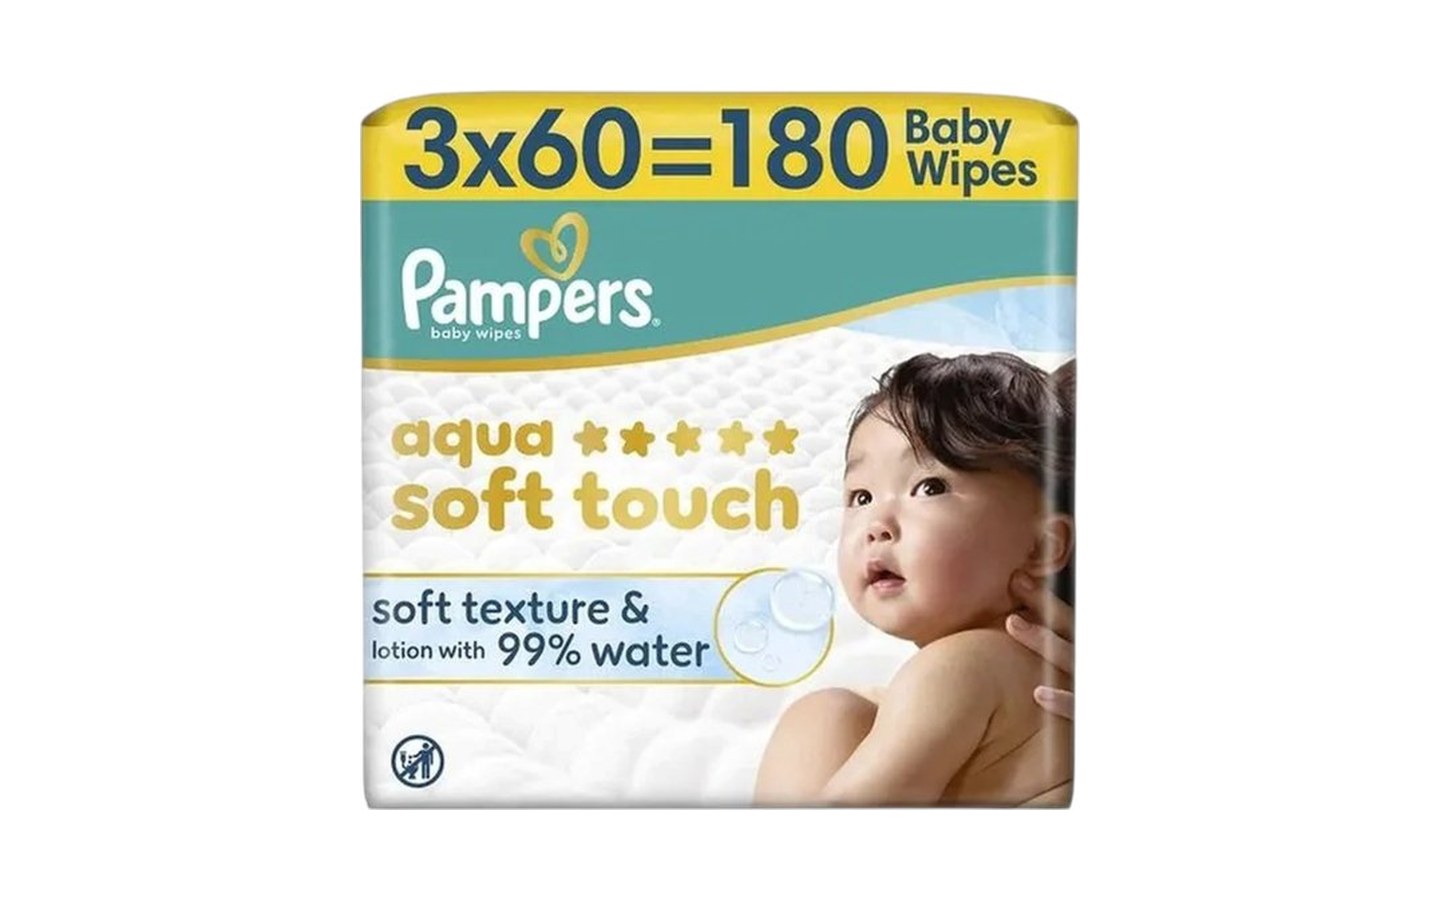 3x60=180 Baby Wipes
Pampers®
baby wipes
aqua
soft touch
soft texture &
lotion with 99% water